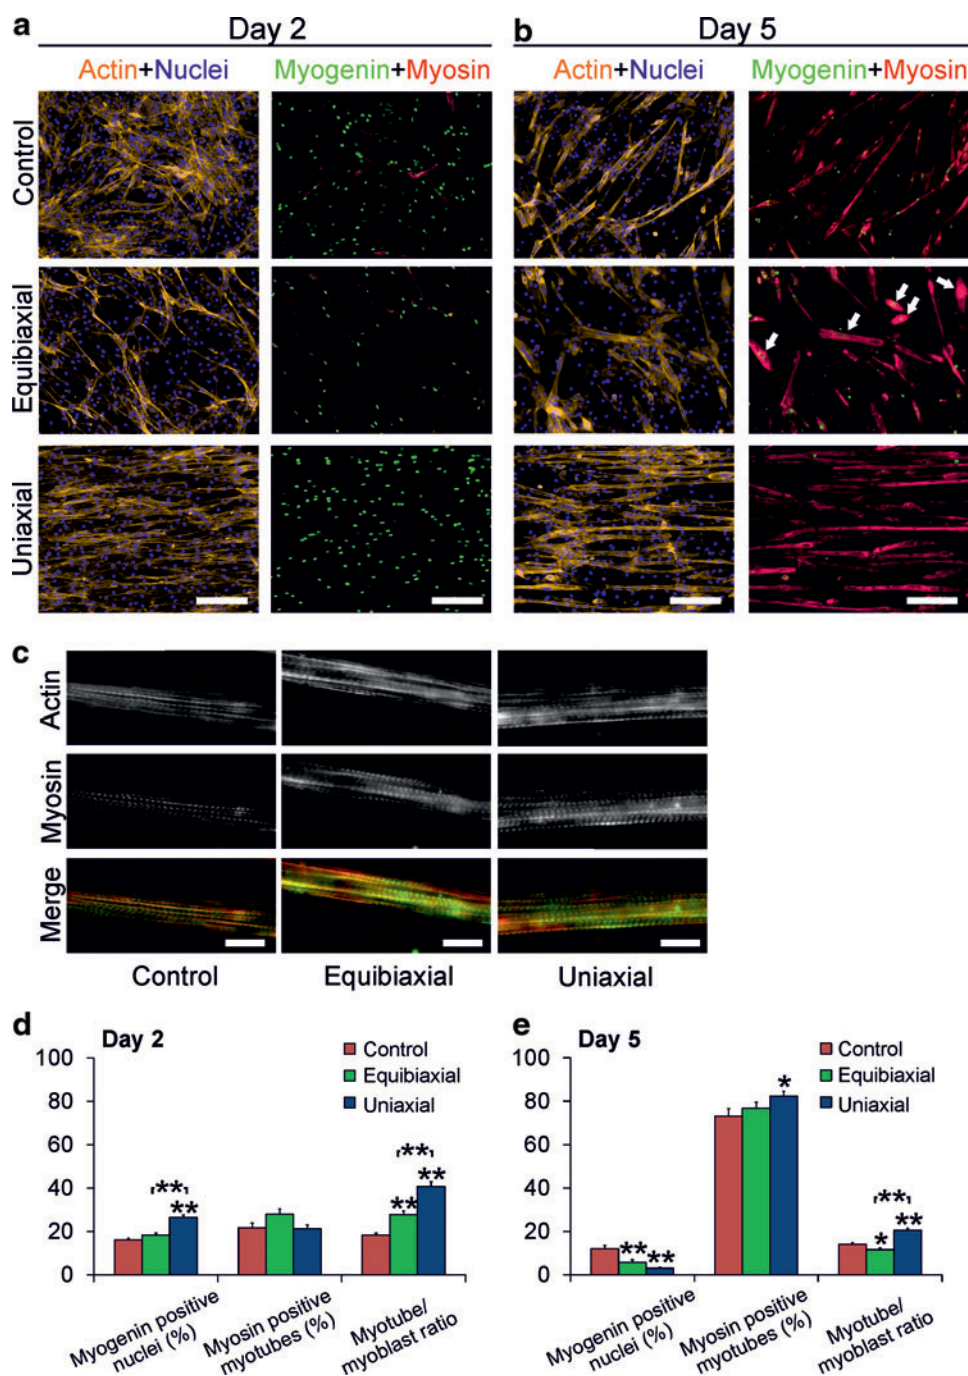 a
Day 2
b
Day 5
Actin+Nuclei
Myogenin+Myosin
Actin+Nuclei
Myogenin+Myosin
Control
Equibiaxial
Uniaxial
c
Actin
Myosin
Merge
Control
Equibiaxial
Uniaxial
d
Day 2
Control
Equibiaxial
Uniaxial
100
80
60
40
20
0
**
**
**
**
**
Myogenin positive
nuclei (%)
Myosin positive
myotubes (%)
Myotube/
myoblast ratio
e
Day 5
Control
Equibiaxial
Uniaxial
100
80
60
40
20
0
**
**
*
*
**
**
Myogenin positive
nuclei (%)
Myosin positive
myotubes (%)
Myotube/
myoblast ratio